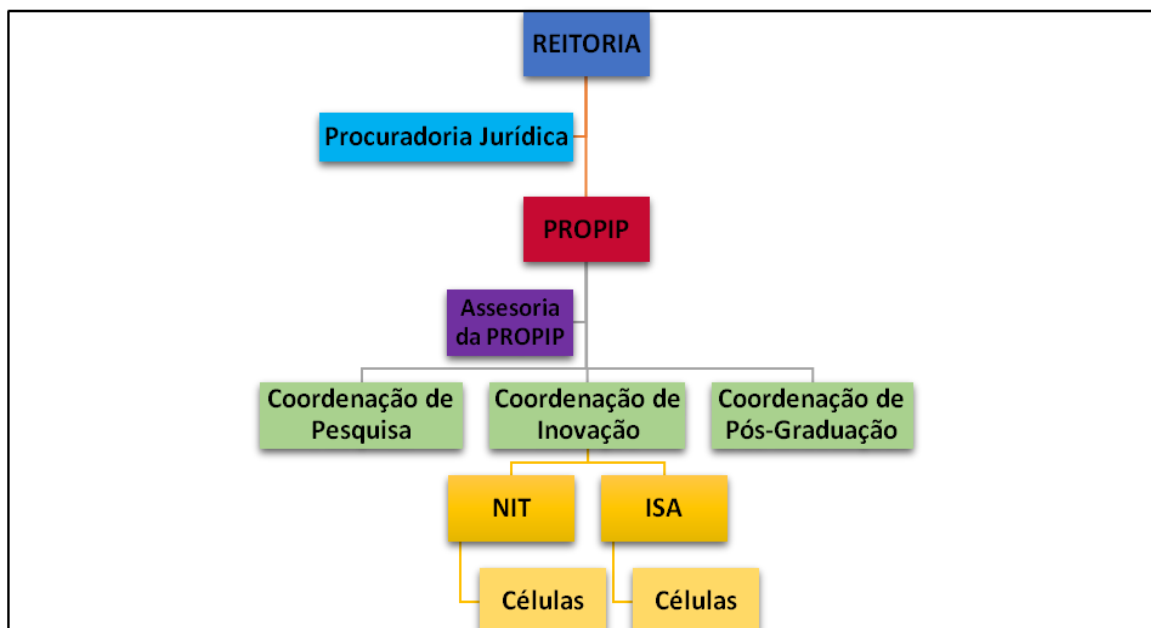 REITORIA
Procuradoria Jurídica
PROPIP
Assesoria
da PROPIP
Coordenação de
Pesquisa
Coordenação de
Inovação
Coordenação de
Pós-Graduação
NIT
ISA
Células
Células